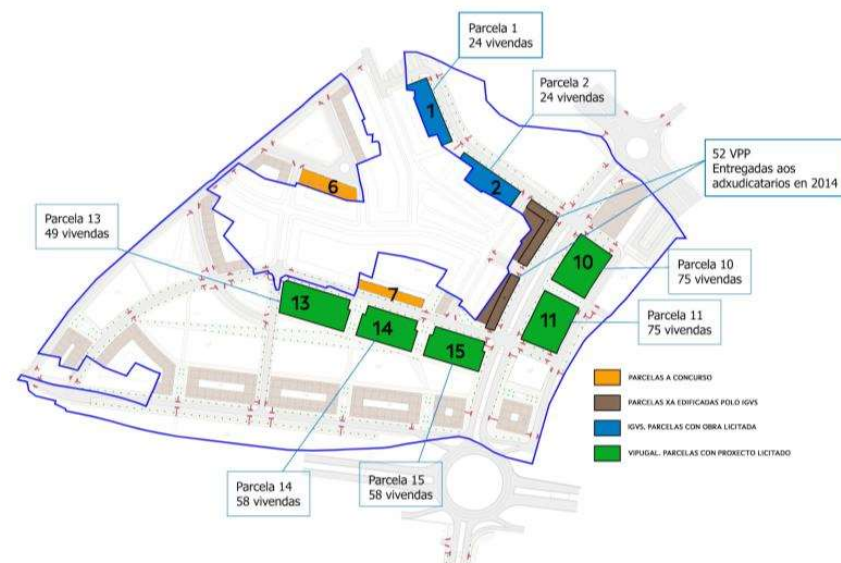 Parcela 1
24 vivendas
Parcela 2
24 vivendas
52 VPP
Entregadas aos
adxudicatarios en 2014
1
2
6
Parcela 13
49 vivendas
10
Parcela 10
75 vivendas
7
13
14
15
11
Parcela 11
75 vivendas
PARCELAS A CONCURSO
PARCELAS XA EDIFICADAS POLO IGVS
IGVS. PARCELAS CON OBRA LICITADA
VIPUGAL. PARCELAS CON PROXECTO LICITADO
Parcela 14
58 vivendas
Parcela 15
58 vivendas